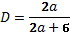 D = 2a / 2a + 6